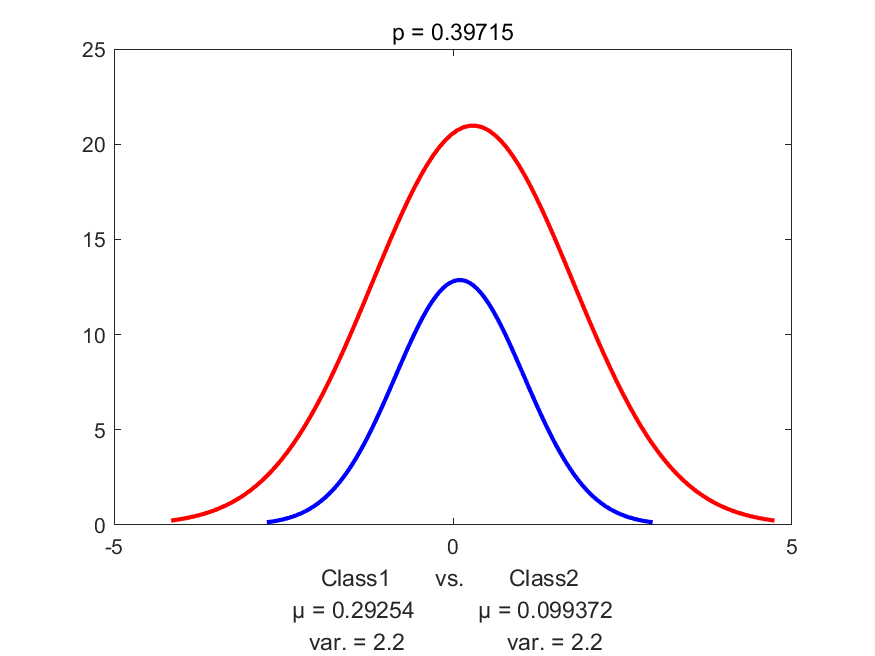 p = 0.39715
25
20
15
10
5
0
-5 0 5
Class1 vs. Class2
μ = 0.29254 μ = 0.099372
var. = 2.2 var. = 2.2